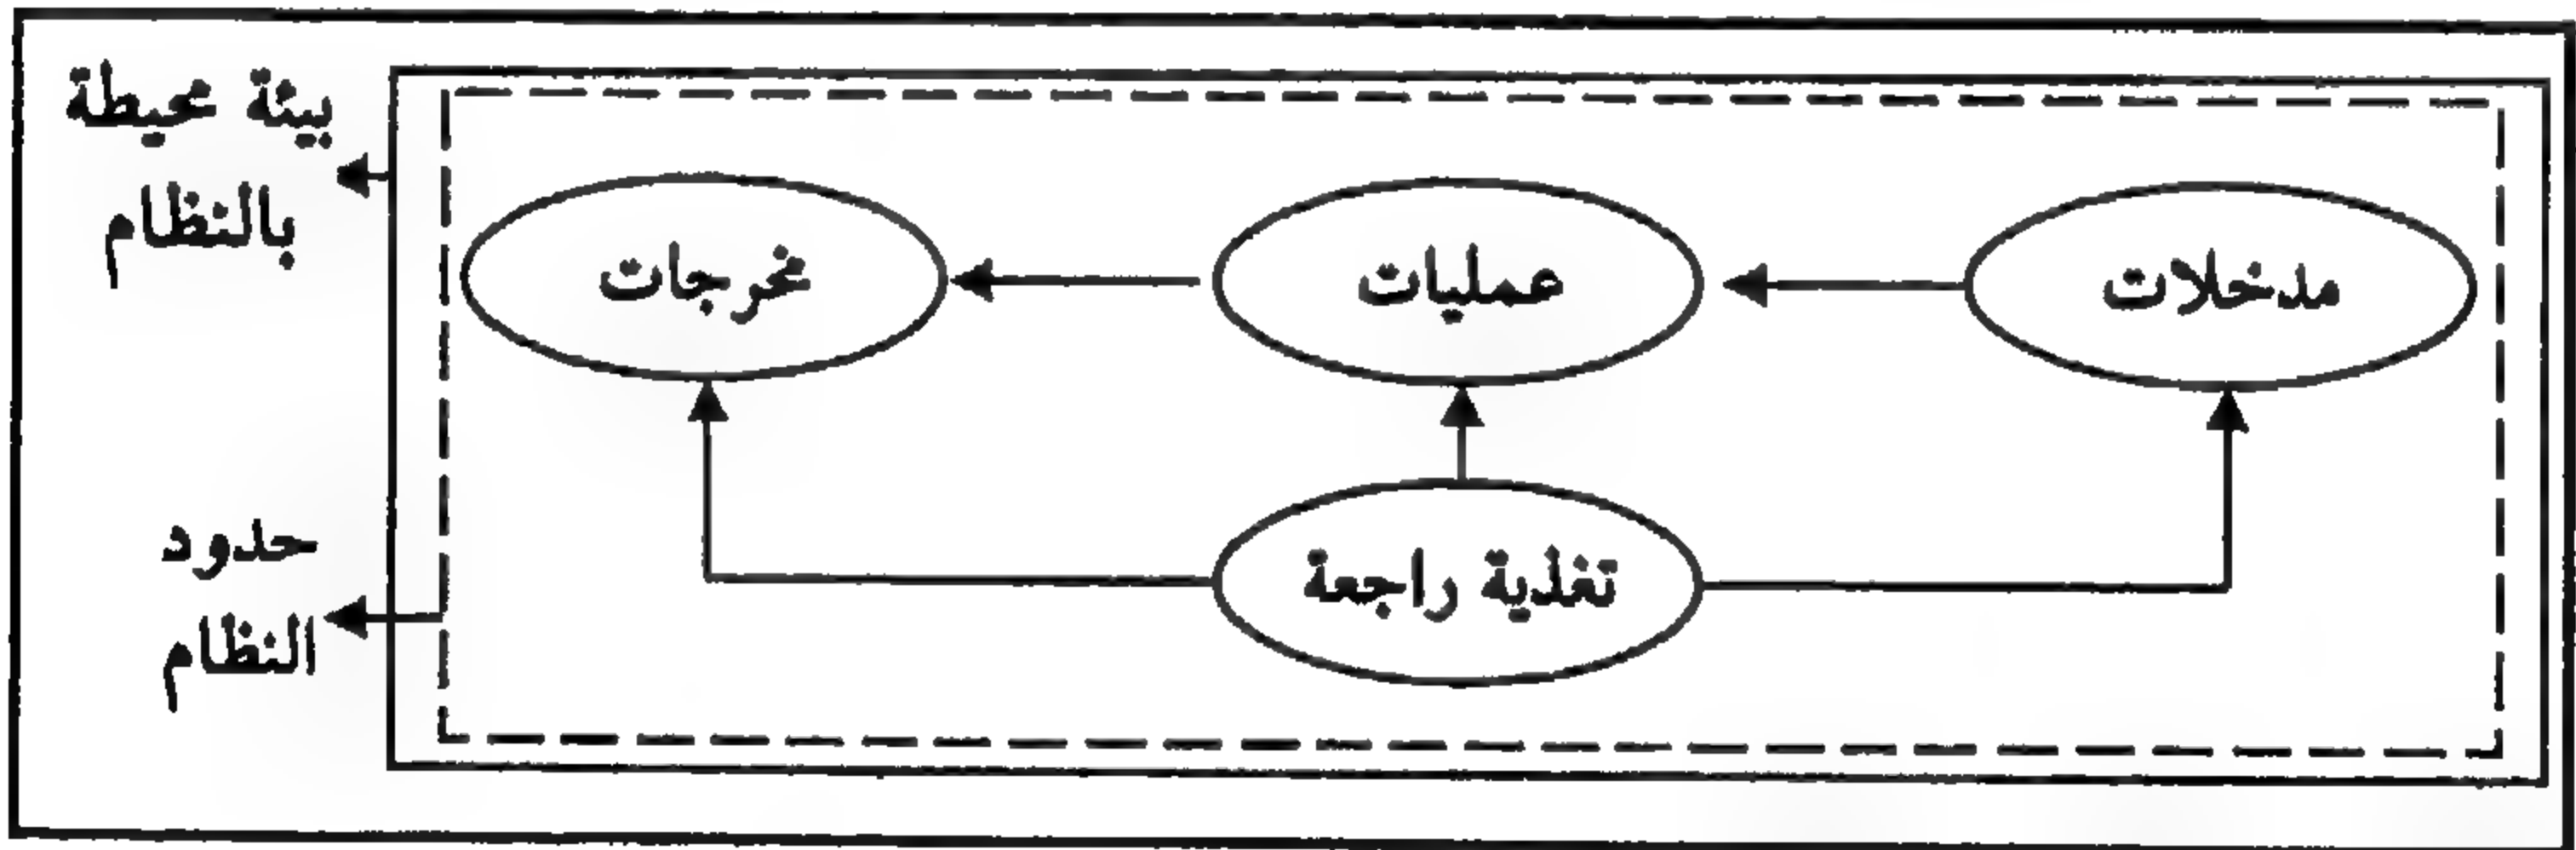 بيئة محيطة
بالنظام
مدخلات
عمليات
مخرجات
تغذية راجعة
حدود
النظام